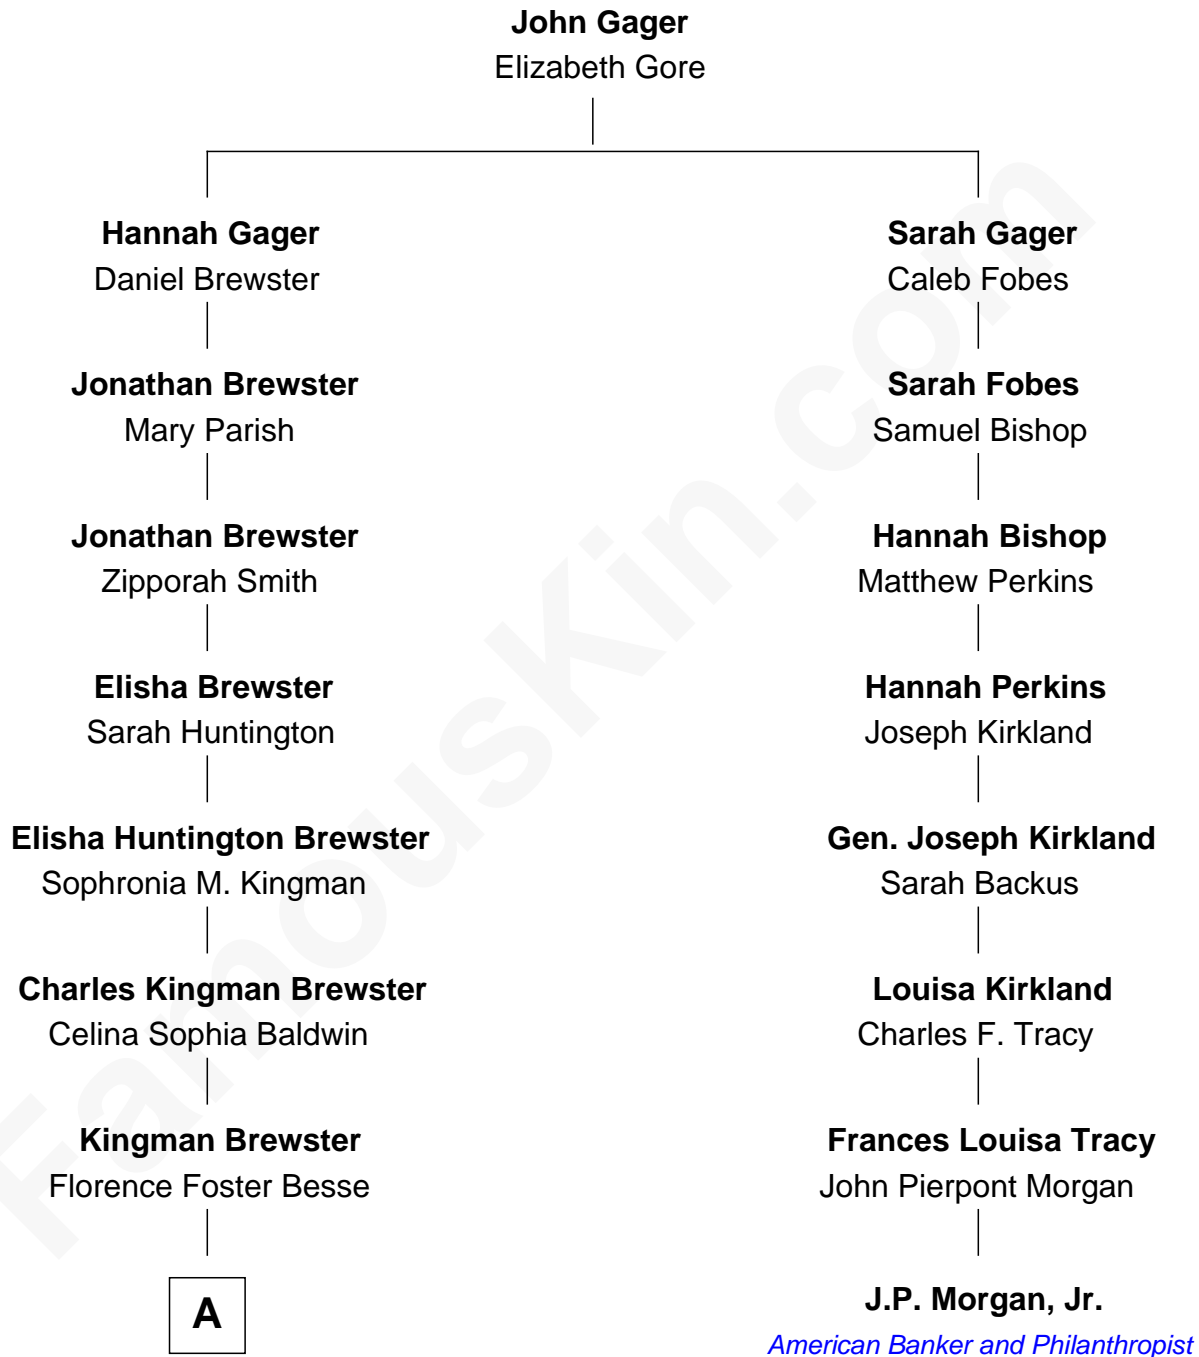 John Gager
Elizabeth Gore
Hannah Gager
Daniel Brewster
Sarah Gager
Caleb Fobes
Jonathan Brewster
Mary Parish
Sarah Fobes
Samuel Bishop
Jonathan Brewster
Zipporah Smith
Hannah Bishop
Matthew Perkins
Elisha Brewster
Sarah Huntington
Hannah Perkins
Joseph Kirkland
Elisha Huntington Brewster
Sophronia M. Kingman
Gen. Joseph Kirkland
Sarah Backus
Charles Kingman Brewster
Celina Sophia Baldwin
Louisa Kirkland
Charles F. Tracy
Kingman Brewster
Florence Foster Besse
Frances Louisa Tracy
John Pierpont Morgan
A
J.P. Morgan, Jr.
American Banker and Philanthropist
FamousKin.com